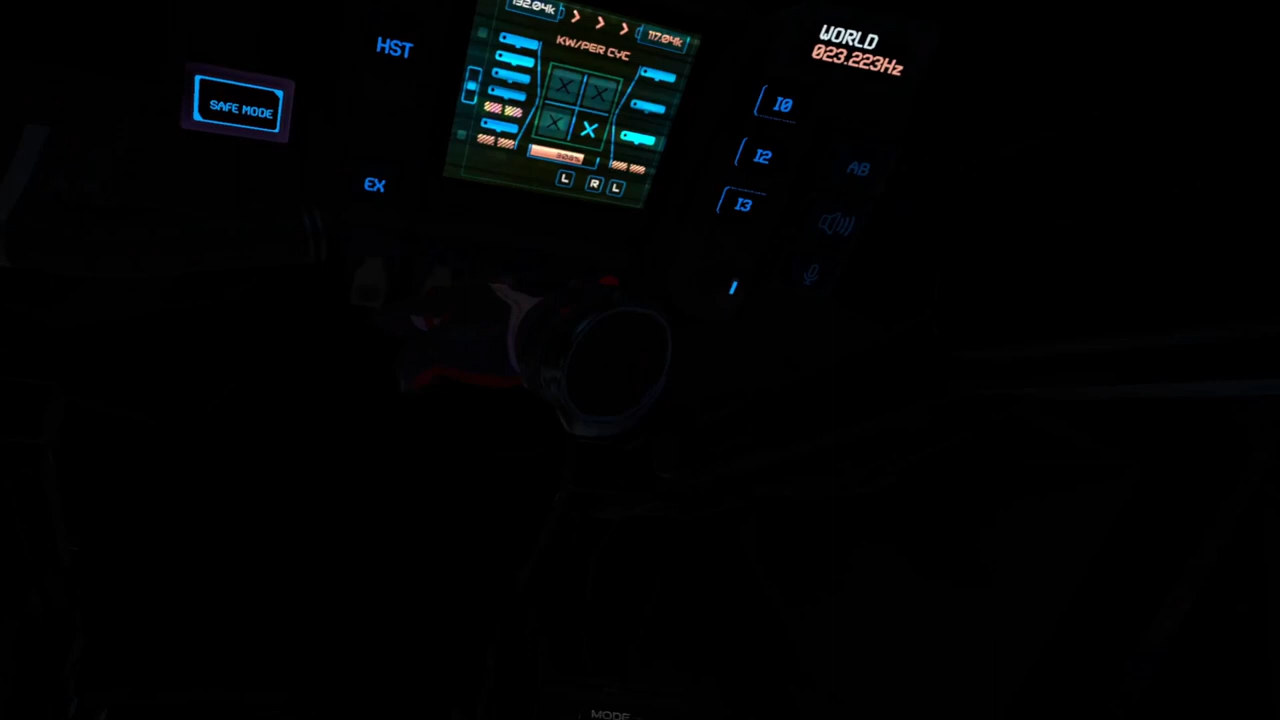 132.04k
117.04k
KW/PER CYC
L R L
HST
SAFE MODE
EX
WORLD
023.223Hz
I0
I2
I3
AB
MODE